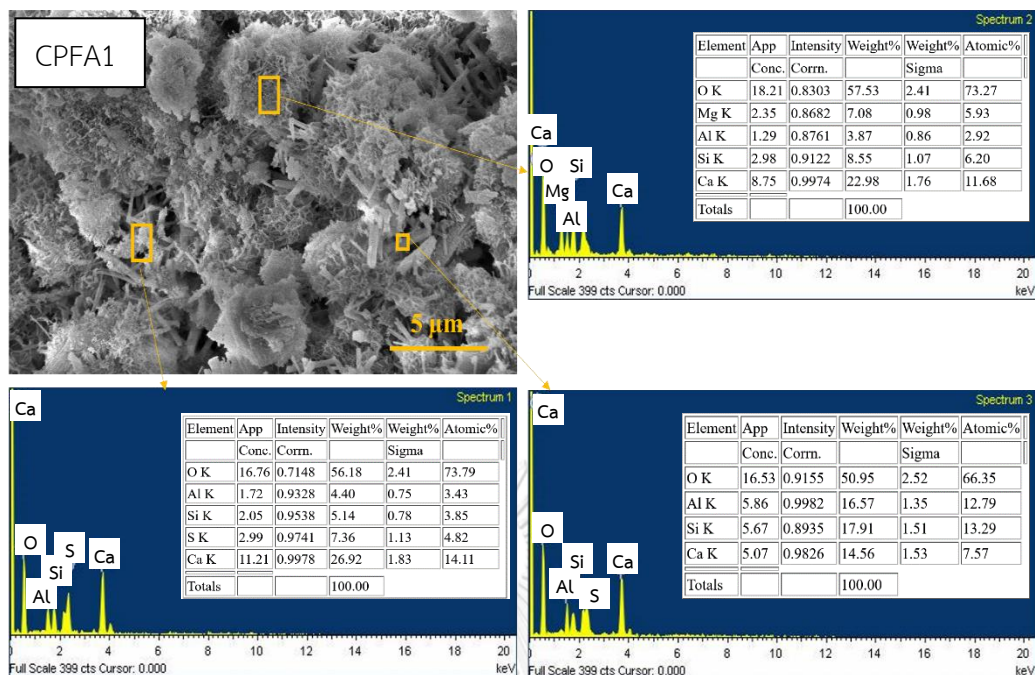 CPFA1
5 µm
Spectrum 2
Element App Intensity Weight% Weight% Atomic%
Conc. Corrn. Sigma
O K 18.21 0.8303 57.53 2.41 73.27
Mg K 2.35 0.8682 7.08 0.98 5.93
Al K 1.29 0.8761 3.87 0.86 2.92
Si K 2.98 0.9122 8.55 1.07 6.20
Ca K 8.75 0.9974 22.98 1.76 11.68
Totals 100.00
Ca
O Si
Mg Ca
Al
0 2 4 6 8 10 12 14 16 18 20
Full Scale 399 cts Cursor: 0.000 keV
Spectrum 1
Ca
Element App Intensity Weight% Weight% Atomic%
Conc. Corrn. Sigma
O K 16.76 0.7148 56.18 2.41 73.79
Al K 1.72 0.9328 4.40 0.75 3.43
Si K 2.05 0.9538 5.14 0.78 3.85
S K 2.99 0.9741 7.36 1.13 4.82
Ca K 11.21 0.9978 26.92 1.83 14.11
Totals 100.00
O S Ca
Si
Al
0 2 4 6 8 10 12 14 16 18 20
Full Scale 399 cts Cursor: 0.000 keV
Spectrum 3
Ca
Element App Intensity Weight% Weight% Atomic%
Conc. Corrn. Sigma
O K 16.53 0.9155 50.95 2.52 66.35
Al K 5.86 0.9982 16.57 1.35 12.79
Si K 5.67 0.8935 17.91 1.51 13.29
Ca K 5.07 0.9826 14.56 1.53 7.57
Totals 100.00
O
Si Ca
Al S
0 2 4 6 8 10 12 14 16 18 20
Full Scale 399 cts Cursor: 0.000 keV